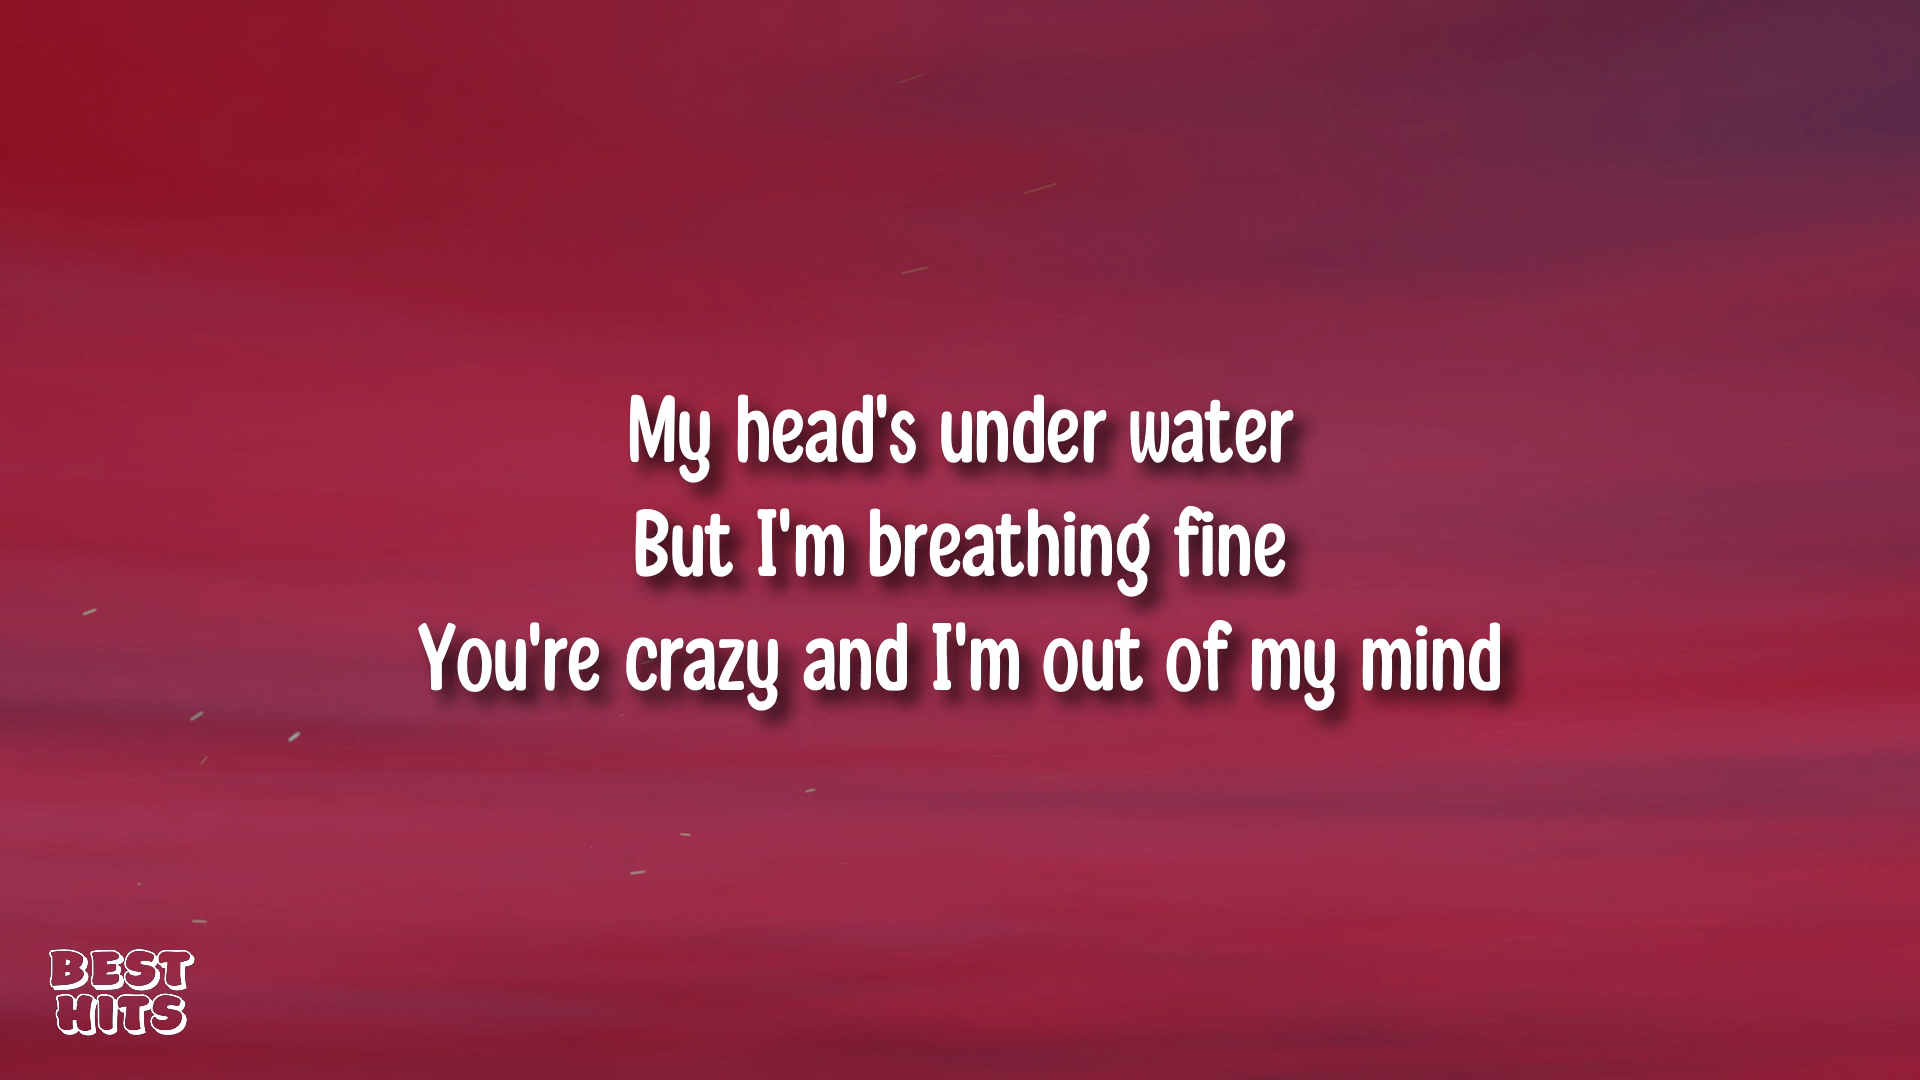 My head's under water
But I'm breathing fine
You're crazy and I'm out of my mind
BEST
HITS